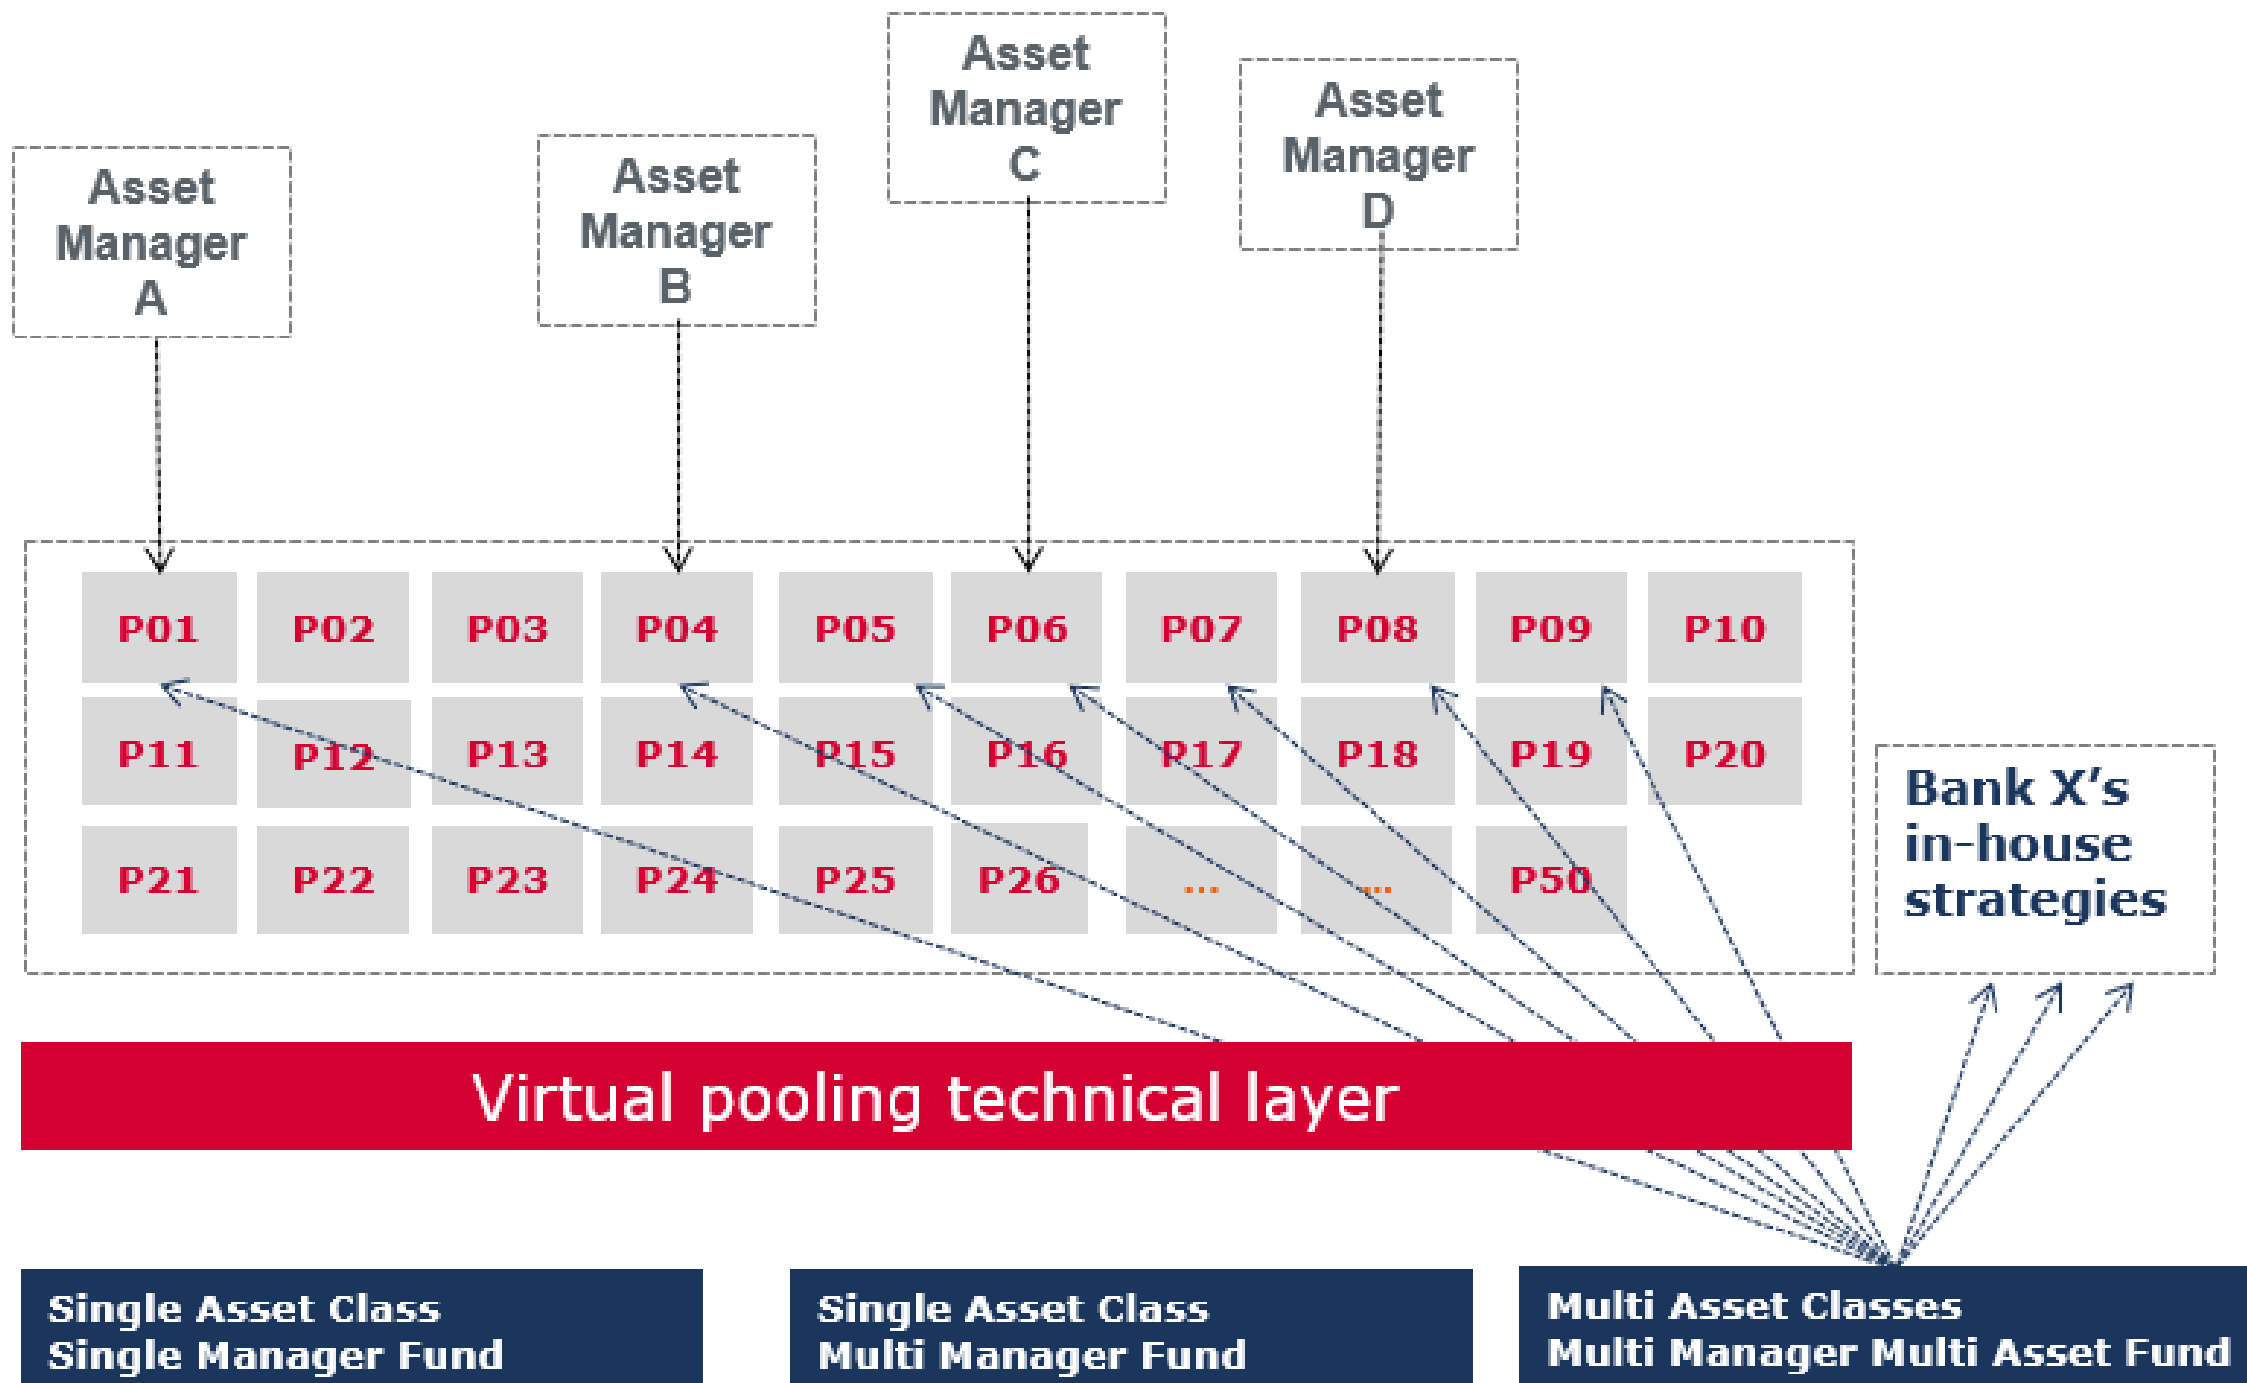 Asset
Manager
A
Asset
Manager
B
Asset
Manager
C
Asset
Manager
D
P01 P02 P03 P04 P05 P06 P07 P08 P09 P10
P11 P12 P13 P14 P15 P16 P17 P18 P19 P20
P21 P22 P23 P24 P25 P26 ... ... P50
Bank X’s
in-house
strategies
Virtual pooling technical layer
Single Asset Class
Single Manager Fund
Single Asset Class
Multi Manager Fund
Multi Asset Classes
Multi Manager Multi Asset Fund